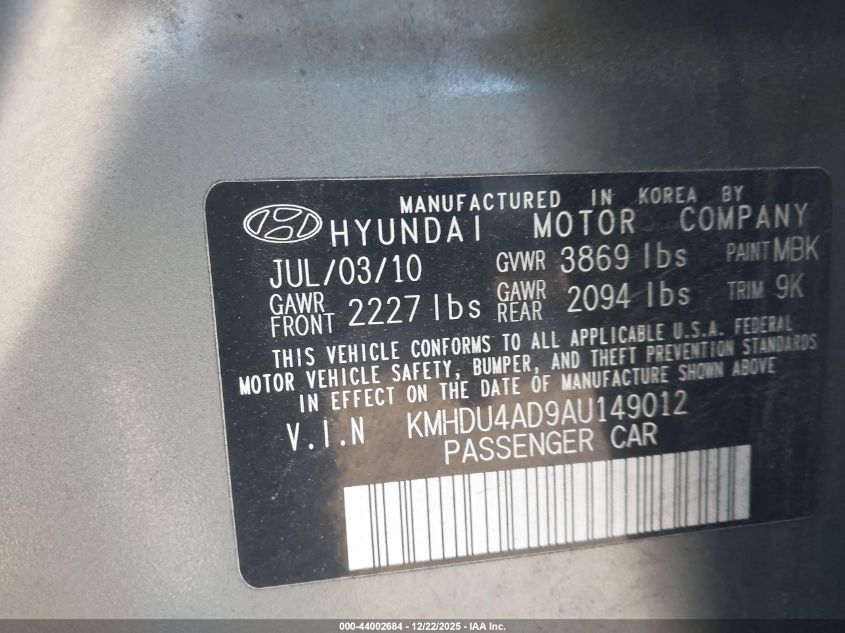 MANUFACTURED IN KOREA BY
HYUNDAI MOTOR COMPANY
JUL/03/10 GVWR 3869 lbs PAINT MBK
GAWR FRONT 2227 lbs GAWR REAR 2094 lbs TRIM 9K
THIS VEHICLE CONFORMS TO ALL APPLICABLE U.S.A. FEDERAL
MOTOR VEHICLE SAFETY, BUMPER, AND THEFT PREVENTION STANDARDS
IN EFFECT ON THE DATE OF MANUFACTURE SHOWN ABOVE
V.I.N KMHDU4AD9AU149012
PASSENGER CAR
000-44002684 - 12/22/2025 - IAA Inc.